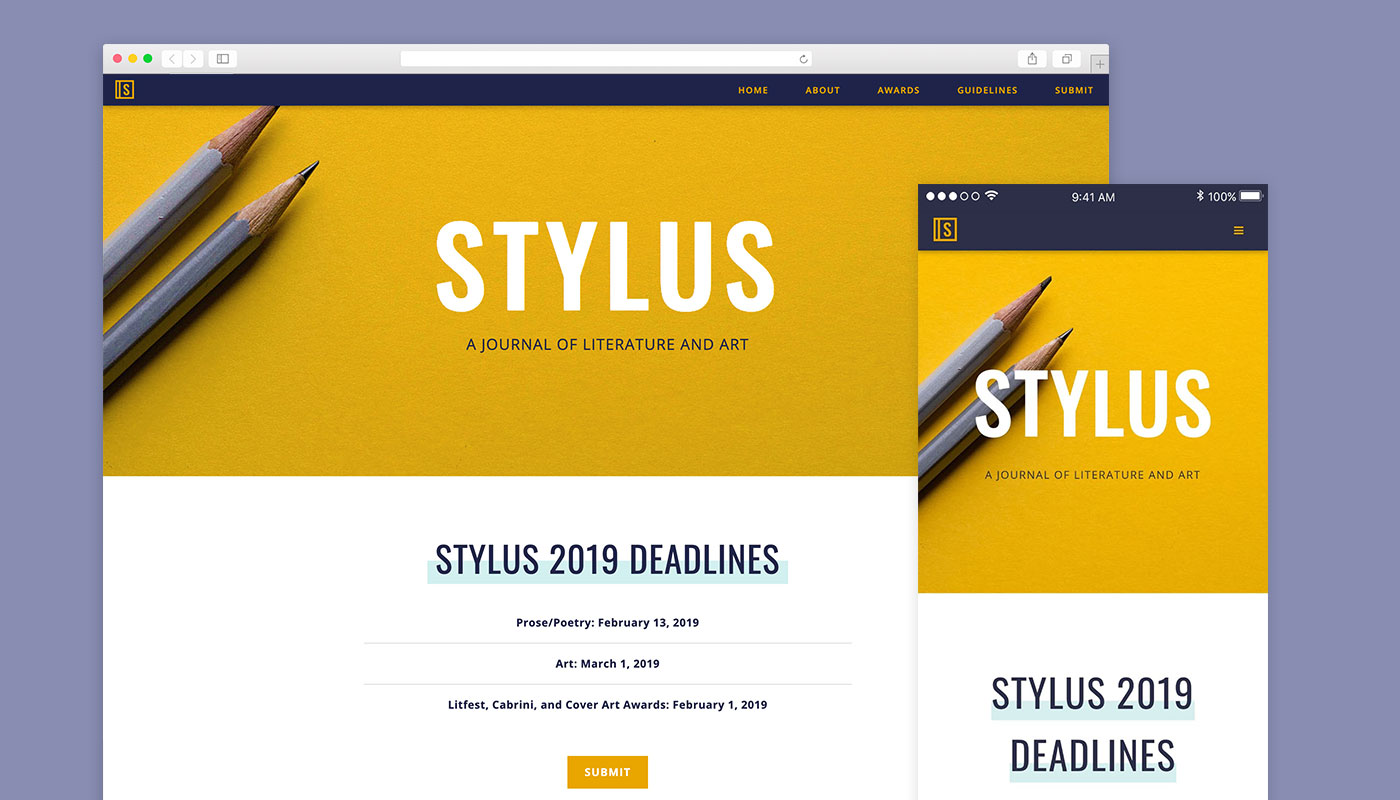 S
HOME ABOUT AWARDS GUIDELINES SUBMIT
STYLUS
A JOURNAL OF LITERATURE AND ART
STYLUS 2019 DEADLINES
Prose/Poetry: February 13, 2019
Art: March 1, 2019
Litfest, Cabrini, and Cover Art Awards: February 1, 2019
SUBMIT
9:41 AM 100%
S
STYLUS
A JOURNAL OF LITERATURE AND ART
STYLUS 2019
DEADLINES